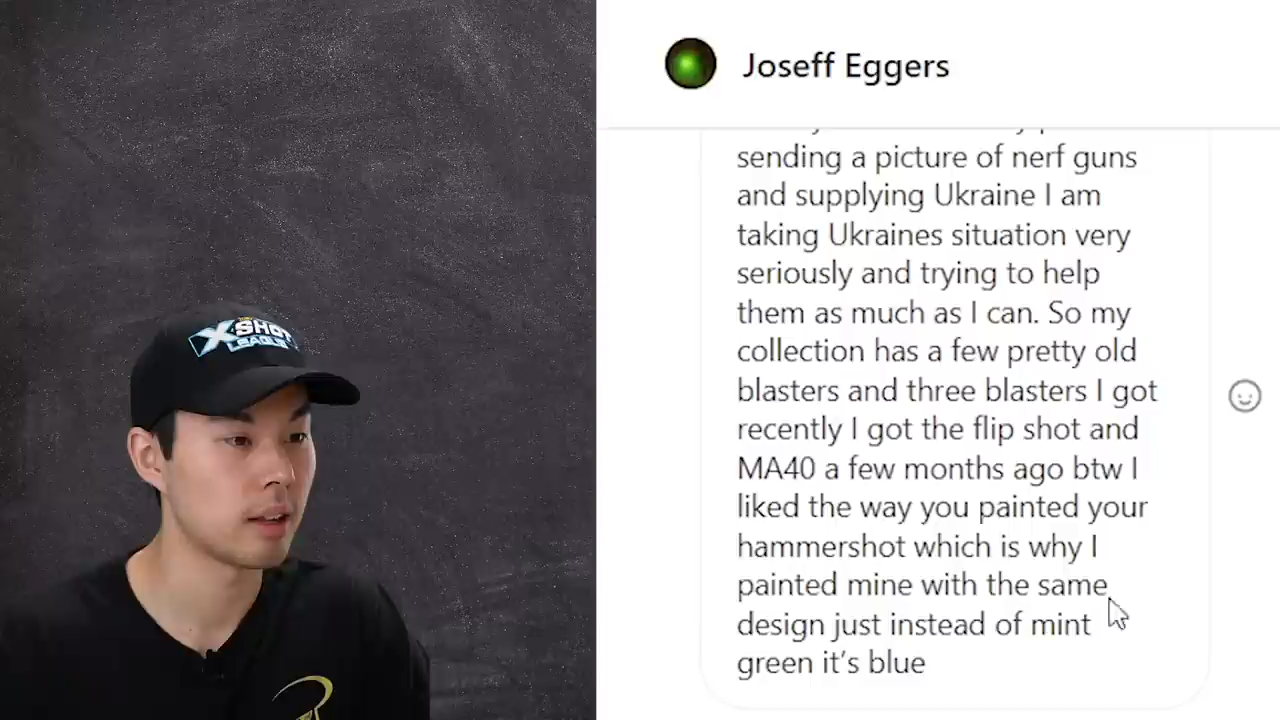 XSHOT
LEAGUE
Joseff Eggers
sending a picture of nerf guns
and supplying Ukraine I am
taking Ukraines situation very
seriously and trying to help
them as much as I can. So my
collection has a few pretty old
blasters and three blasters I got
recently I got the flip shot and
MA40 a few months ago btw I
liked the way you painted your
hammershot which is why I
painted mine with the same
design just instead of mint
green it’s blue